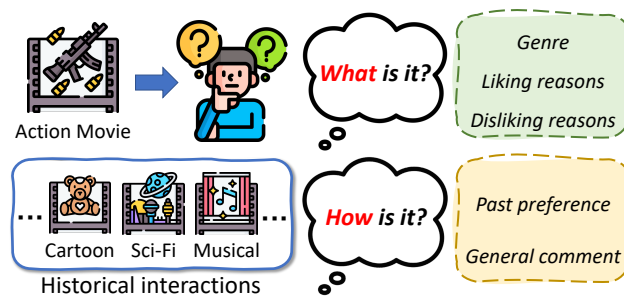 ? ?
Action Movie
What is it?
Genre
Liking reasons
Disliking reasons
... Cartoon Sci-Fi Musical ...
Historical interactions
How is it?
Past preference
General comment